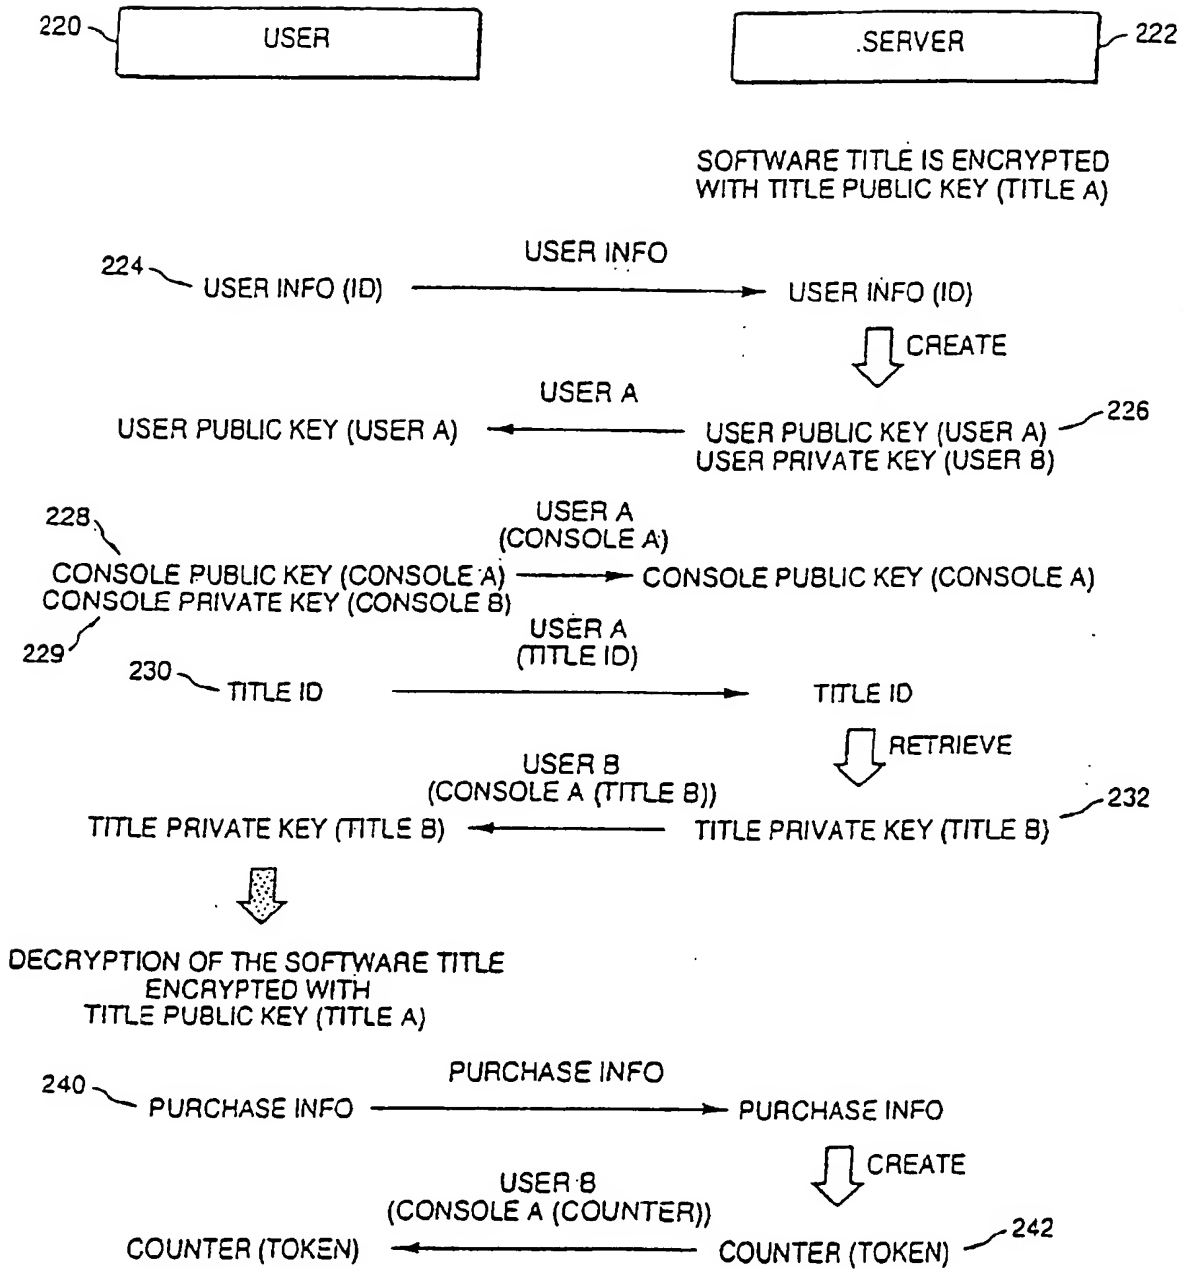 220
USER
.SERVER
222
SOFTWARE TITLE IS ENCRYPTED
WITH TITLE PUBLIC KEY (TITLE A)
USER INFO
224
USER INFO (ID)
USER INFO (ID)
CREATE
USER A
226
USER PUBLIC KEY (USER A)
USER PUBLIC KEY (USER A)
USER PRIVATE KEY (USER B)
228
USER A
(CONSOLE A)
CONSOLE PUBLIC KEY (CONSOLE A)
CONSOLE PUBLIC KEY (CONSOLE A)
CONSOLE PRIVATE KEY (CONSOLE B)
229
USER A
(TITLE ID)
230
TITLE ID
TITLE ID
RETRIEVE
USER B
(CONSOLE A (TITLE B))
232
TITLE PRIVATE KEY (TITLE B)
TITLE PRIVATE KEY (TITLE B)
DECRYPTION OF THE SOFTWARE TITLE
ENCRYPTED WITH
TITLE PUBLIC KEY (TITLE A)
240
PURCHASE INFO
PURCHASE INFO
PURCHASE INFO
CREATE
USER B
(CONSOLE A (COUNTER))
242
COUNTER (TOKEN)
COUNTER (TOKEN)